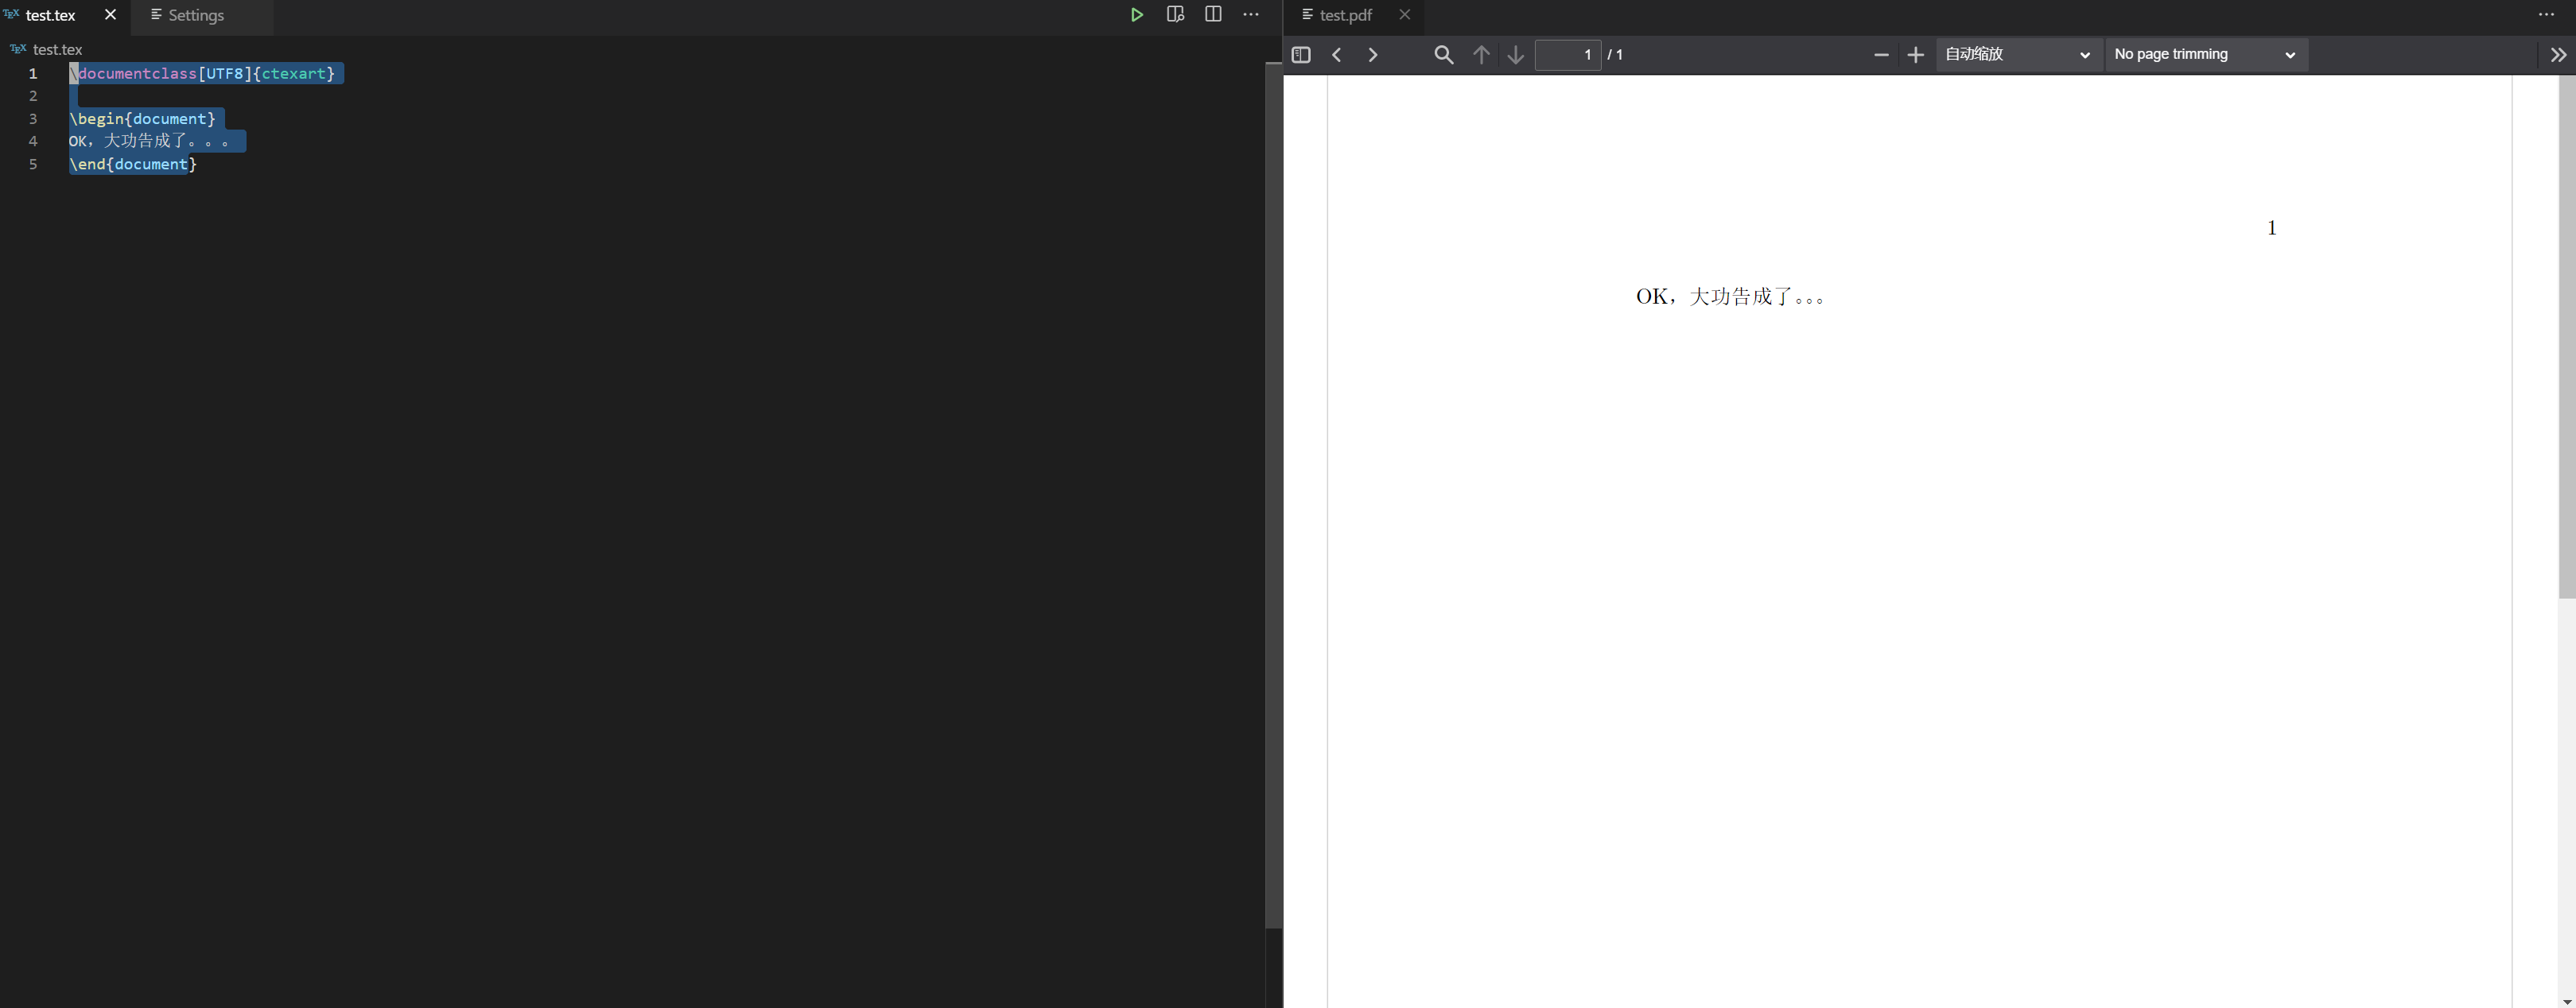 TEX test.tex
Settings
TEX test.tex
1 \documentclass[UTF8]{ctexart}
2
3 \begin{document}
4 OK，大功告成了。。。
5 \end{document}
test.pdf
1 / 1
自动缩放
No page trimming
1
OK，大功告成了。。。